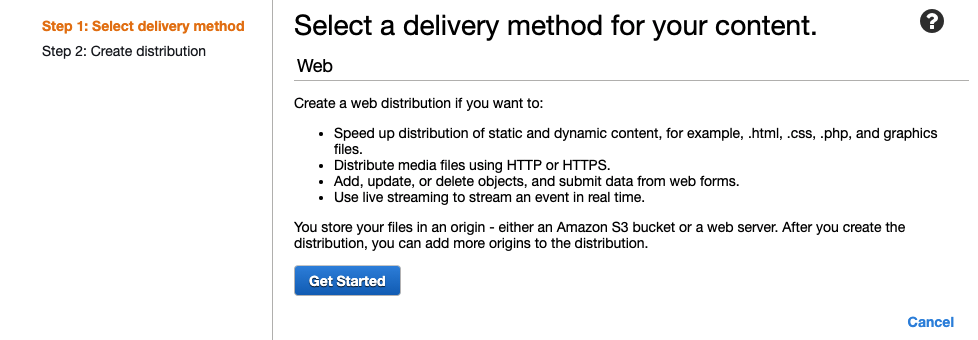 Step 1: Select delivery method
Step 2: Create distribution
Select a delivery method for your content.
?
Web
Create a web distribution if you want to:
• Speed up distribution of static and dynamic content, for example, .html, .css, .php, and graphics
files.
• Distribute media files using HTTP or HTTPS.
• Add, update, or delete objects, and submit data from web forms.
• Use live streaming to stream an event in real time.
You store your files in an origin - either an Amazon S3 bucket or a web server. After you create the
distribution, you can add more origins to the distribution.
Get Started
Cancel